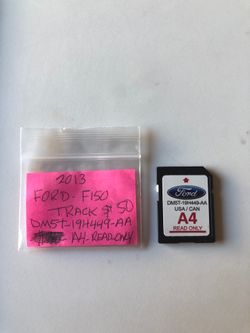 2013
FORD - F150
TRACK $ 50
DM5T-19H449-AA
A4-READ ONLY
Ford
DM5T-19H449-AA
USA / CAN
A4
READ ONLY